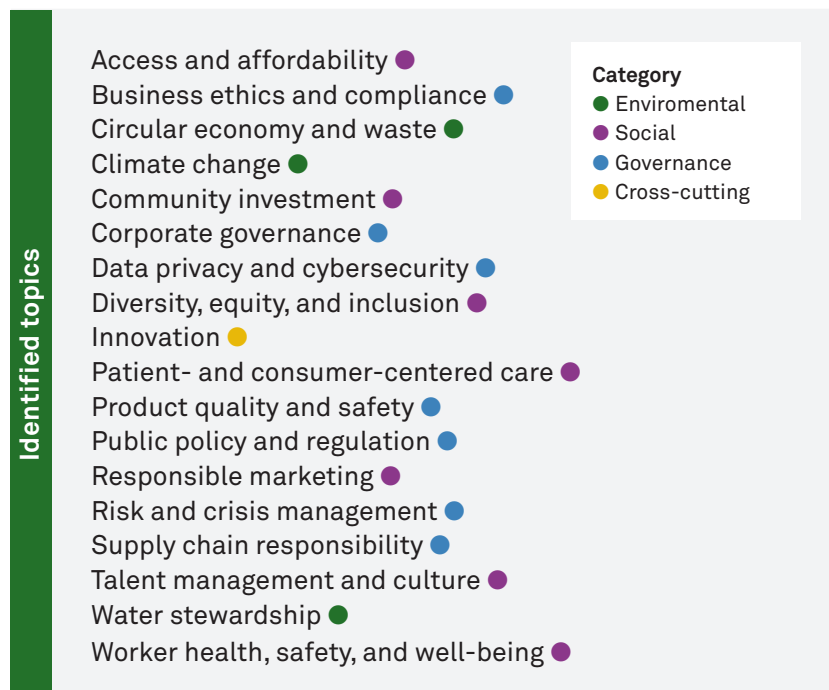 Identified topics
Access and affordability
Business ethics and compliance
Circular economy and waste
Climate change
Community investment
Corporate governance
Data privacy and cybersecurity
Diversity, equity, and inclusion
Innovation
Patient- and consumer-centered care
Product quality and safety
Public policy and regulation
Responsible marketing
Risk and crisis management
Supply chain responsibility
Talent management and culture
Water stewardship
Worker health, safety, and well-being
Category
Enviromental
Social
Governance
Cross-cutting